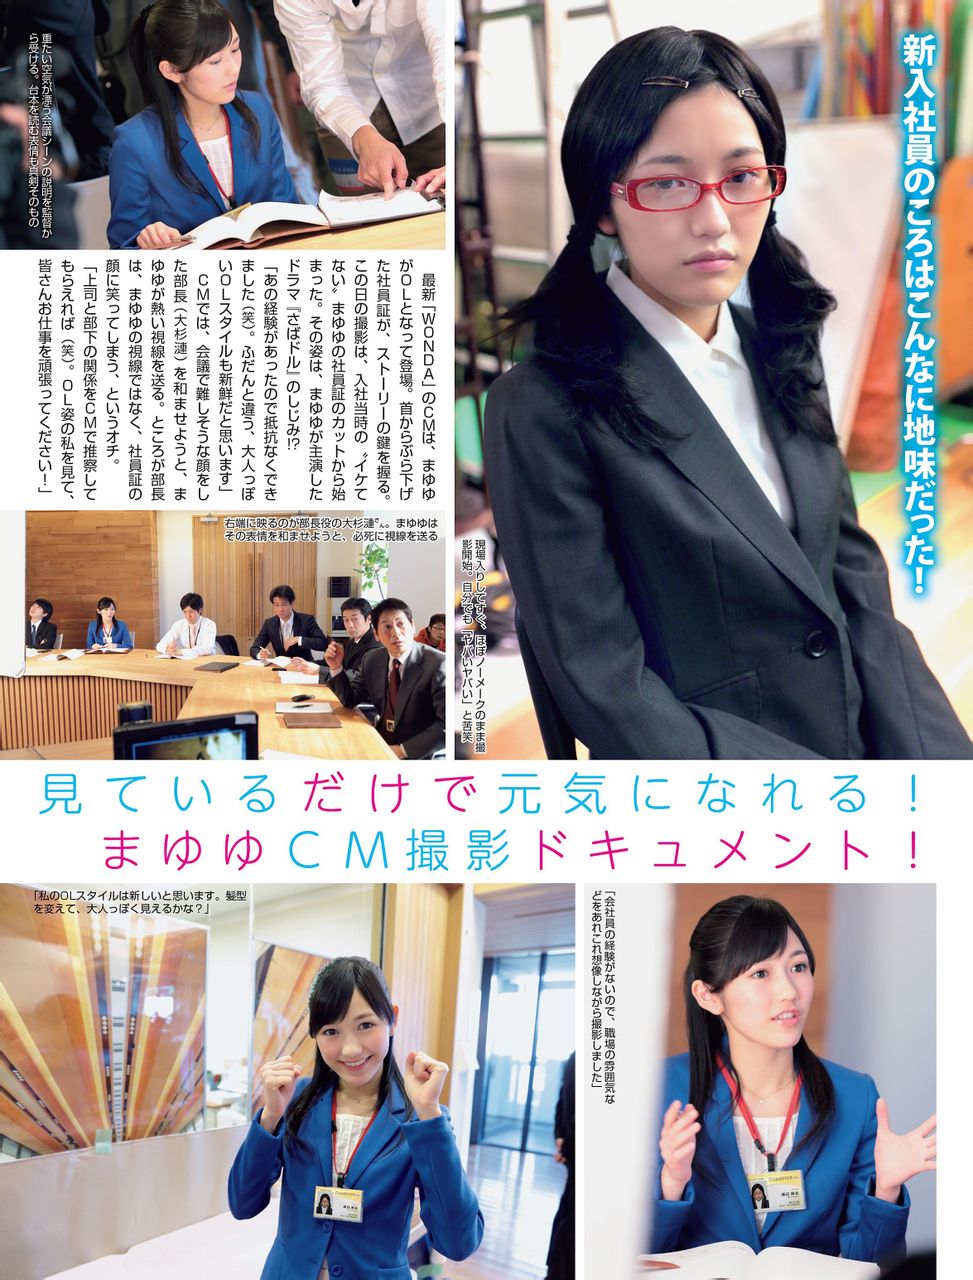 新入社員のころはこんなに地味だった！
重たい空気が漂う会議シーンの説明を監督か
ら受ける。台本を読む表情も真剣そのもの
最新「WONDA」のCMは、まゆゆ
がOLとなって登場。首からぶら下げ
た社員証が、ストーリーの鍵を握る。
この日の撮影は、入社当時の〝イケて
ない〟まゆゆの社員証のカットから始
まった。その姿は、まゆゆが主演した
ドラマ『さばドル』のしじみ!?
「あの経験があったので抵抗なくでき
ました（笑）。ふだんと違う、大人っぽ
いOLスタイルも新鮮だと思います」
CMでは、会議で難しそうな顔をし
た部長（大杉漣）を和ませようと、ま
ゆゆが熱い視線を送る。ところが部長
は、まゆゆの視線ではなく、社員証の
顔に笑ってしまう、というオチ。
「上司と部下の関係をCMで推察して
もらえれば（笑）。OL姿の私を見て、
皆さんお仕事を頑張ってください！」
右端に映るのが部長役の大杉漣さん。まゆゆは
その表情を和ませようと、必死に視線を送る
現場入りしてすぐ、ほぼノーメークのまま撮
影開始。自分でも「ヤバいヤバい」と苦笑
見ているだけで元気になれる！
まゆゆCM撮影ドキュメント！
「私のOLスタイルは新しいと思います。髪型
を変えて、大人っぽく見えるかな？」
「会社員の経験がないので、職場の雰囲気な
どをあれこれ想像しながら撮影しました」